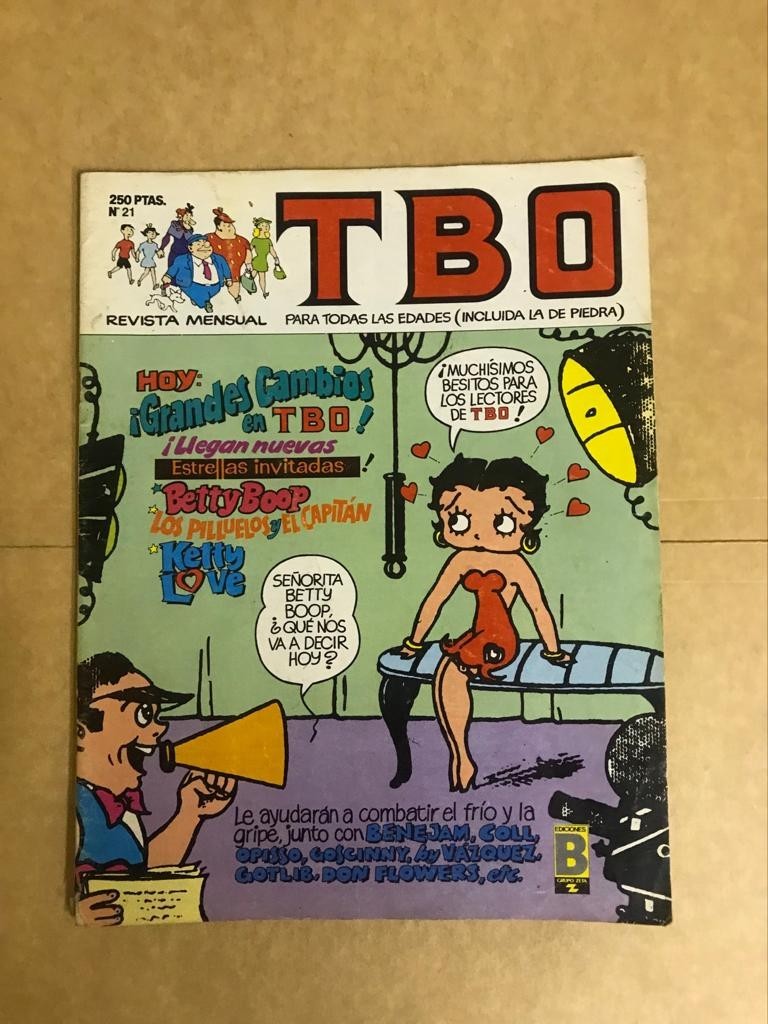 250 PTAS.
Nº 21
TBO
REVISTA MENSUAL
PARA TODAS LAS EDADES (INCLUIDA LA DE PIEDRA)
HOY:
¡Grandes Cambios
en TBO!
¡Llegan nuevas
Estrellas invitadas!
Betty Boop
LOS PILLUELOS y EL CAPITÁN
Ketty
LOVE
¡MUCHÍSIMOS
BESITOS PARA
LOS LECTORES
DE TBO!
SEÑORITA
BETTY
BOOP,
¿QUÉ NOS
VA A DECIR
HOY?
Le ayudarán a combatir el frío y la
gripe, junto con BENEJAM, COLL,
OPISSO, GOSCINNY, by VÁZQUEZ,
GOTLIB, DON FLOWERS, etc.
EDICIONES
B
GRUPO ZETA
Z